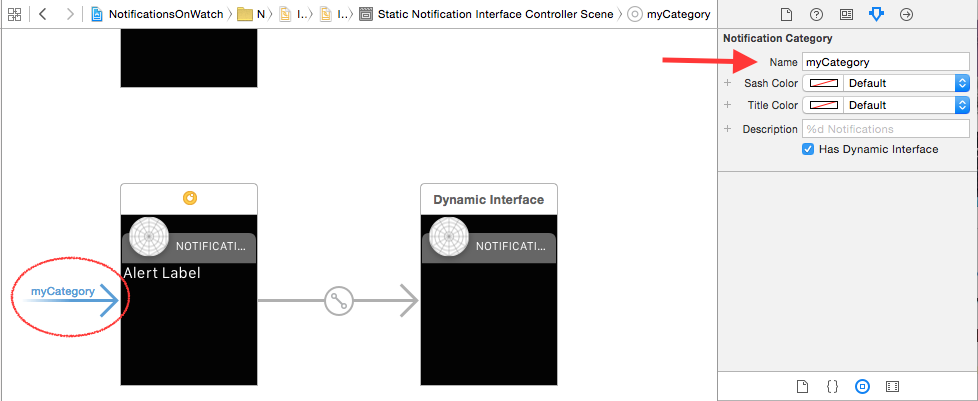 NotificationsOnWatch N I.. I.. Static Notification Interface Controller Scene myCategory
Notification Category
Name myCategory
Sash Color Default
Title Color Default
Description %d Notifications
Has Dynamic Interface
Dynamic Interface
NOTIFICATI...
NOTIFICATI...
Alert Label
myCategory